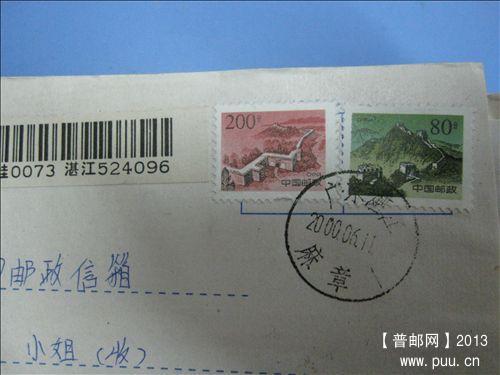 200分
中国邮政
80分
中国邮政
挂0073 湛江524096
2000.06.11
麻章
邮政信箱
小姐（收）
【普邮网】2013
www.puu.cn